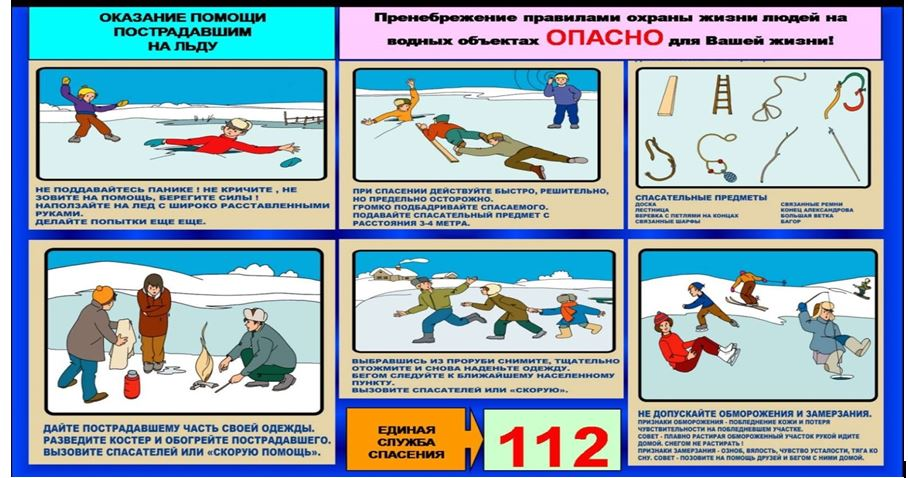 ОКАЗАНИЕ ПОМОЩИ
ПОСТРАДАВШИМ
НА ЛЬДУ
Пренебрежение правилами охраны жизни людей на
водных объектах ОПАСНО для Вашей жизни!
НЕ ПОДДАВАЙТЕСЬ ПАНИКЕ ! НЕ КРИЧИТЕ , НЕ
ЗОВИТЕ НА ПОМОЩЬ, БЕРЕГИТЕ СИЛЫ !
НАПОЛЗАЙТЕ НА ЛЕД С ШИРОКО РАССТАВЛЕННЫМИ
РУКАМИ.
ДЕЛАЙТЕ ПОПЫТКИ ЕЩЕ ЕЩЕ.
ПРИ СПАСЕНИИ ДЕЙСТВУЙТЕ БЫСТРО, РЕШИТЕЛЬНО,
НО ПРЕДЕЛЬНО ОСТОРОЖНО.
ГРОМКО ПОДБАДРИВАЙТЕ СПАСАЕМОГО.
ПОДАВАЙТЕ СПАСАТЕЛЬНЫЙ ПРЕДМЕТ С
РАССТОЯНИЯ 3-4 МЕТРА.
СПАСАТЕЛЬНЫЕ ПРЕДМЕТЫ
ДОСКА
ЛЕСТНИЦА
ВЕРЕВКА С ПЕТЛЯМИ НА КОНЦАХ
СВЯЗАННЫЕ ШАРФЫ
СВЯЗАННЫЕ РЕМНИ
КОНЕЦ АЛЕКСАНДРОВА
БОЛЬШАЯ ВЕТКА
БАГОР
ДАЙТЕ ПОСТРАДАВШЕМУ ЧАСТЬ СВОЕЙ ОДЕЖДЫ.
РАЗВЕДИТЕ КОСТЕР И ОБОГРЕЙТЕ ПОСТРАДАВШЕГО.
ВЫЗОВИТЕ СПАСАТЕЛЕЙ ИЛИ «СКОРУЮ ПОМОЩЬ».
ВЫБРАВШИСЬ ИЗ ПРОРУБИ СНИМИТЕ, ТЩАТЕЛЬНО
ОТОЖМИТЕ И СНОВА НАДЕНЬТЕ ОДЕЖДУ.
БЕГОМ СЛЕДУЙТЕ К БЛИЖАЙШЕМУ НАСЕЛЕННОМУ
ПУНКТУ.
ВЫЗОВИТЕ СПАСАТЕЛЕЙ ИЛИ «СКОРУЮ».
ЕДИНАЯ
СЛУЖБА
СПАСЕНИЯ
112
НЕ ДОПУСКАЙТЕ ОБМОРОЖЕНИЯ И ЗАМЕРЗАНИЯ.
ПРИЗНАКИ ОБМОРОЖЕНИЯ - ПОБЛЕДНЕНИЕ КОЖИ И ПОТЕРЯ
ЧУВСТВИТЕЛЬНОСТИ НА ПОБЛЕДНЕВШЕМ УЧАСТКЕ.
СОВЕТ - ПЛАВНО РАСТИРАЯ ОБМОРОЖЕННЫЙ УЧАСТОК РУКОЙ ИДИТЕ
ДОМОЙ. СНЕГОМ НЕ РАСТИРАТЬ !
ПРИЗНАКИ ЗАМЕРЗАНИЯ - ОЗНОБ, ВЯЛОСТЬ, ЧУВСТВО УСТАЛОСТИ, ТЯГА КО
СНУ. СОВЕТ - ПОЗОВИТЕ НА ПОМОЩЬ ДРУЗЕЙ И БЕГОМ С НИМИ ДОМОЙ.